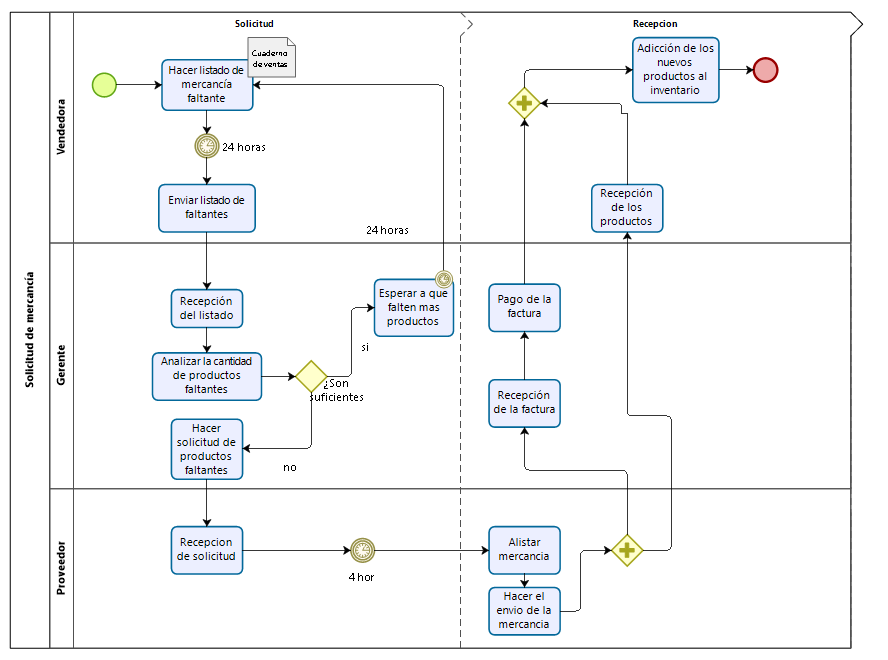 Solicitud
Recepcion
Solicitud de mercancía
Vendedora
Cuaderno
de ventas
Hacer listado de
mercancía
faltante
24 horas
Enviar listado de
faltantes
24 horas
Adicción de los
nuevos
productos al
inventario
Recepción
de los
productos
Gerente
Recepción
del listado
Analizar la cantidad
de productos
faltantes
¿Son
suficientes
si
Esperar a que
falten mas
productos
no
Hacer
solicitud de
productos
faltantes
Pago de la
factura
Recepción
de la factura
Proveedor
Recepcion
de solicitud
4 hor
Alistar
mercancia
Hacer el
envio de la
mercancia